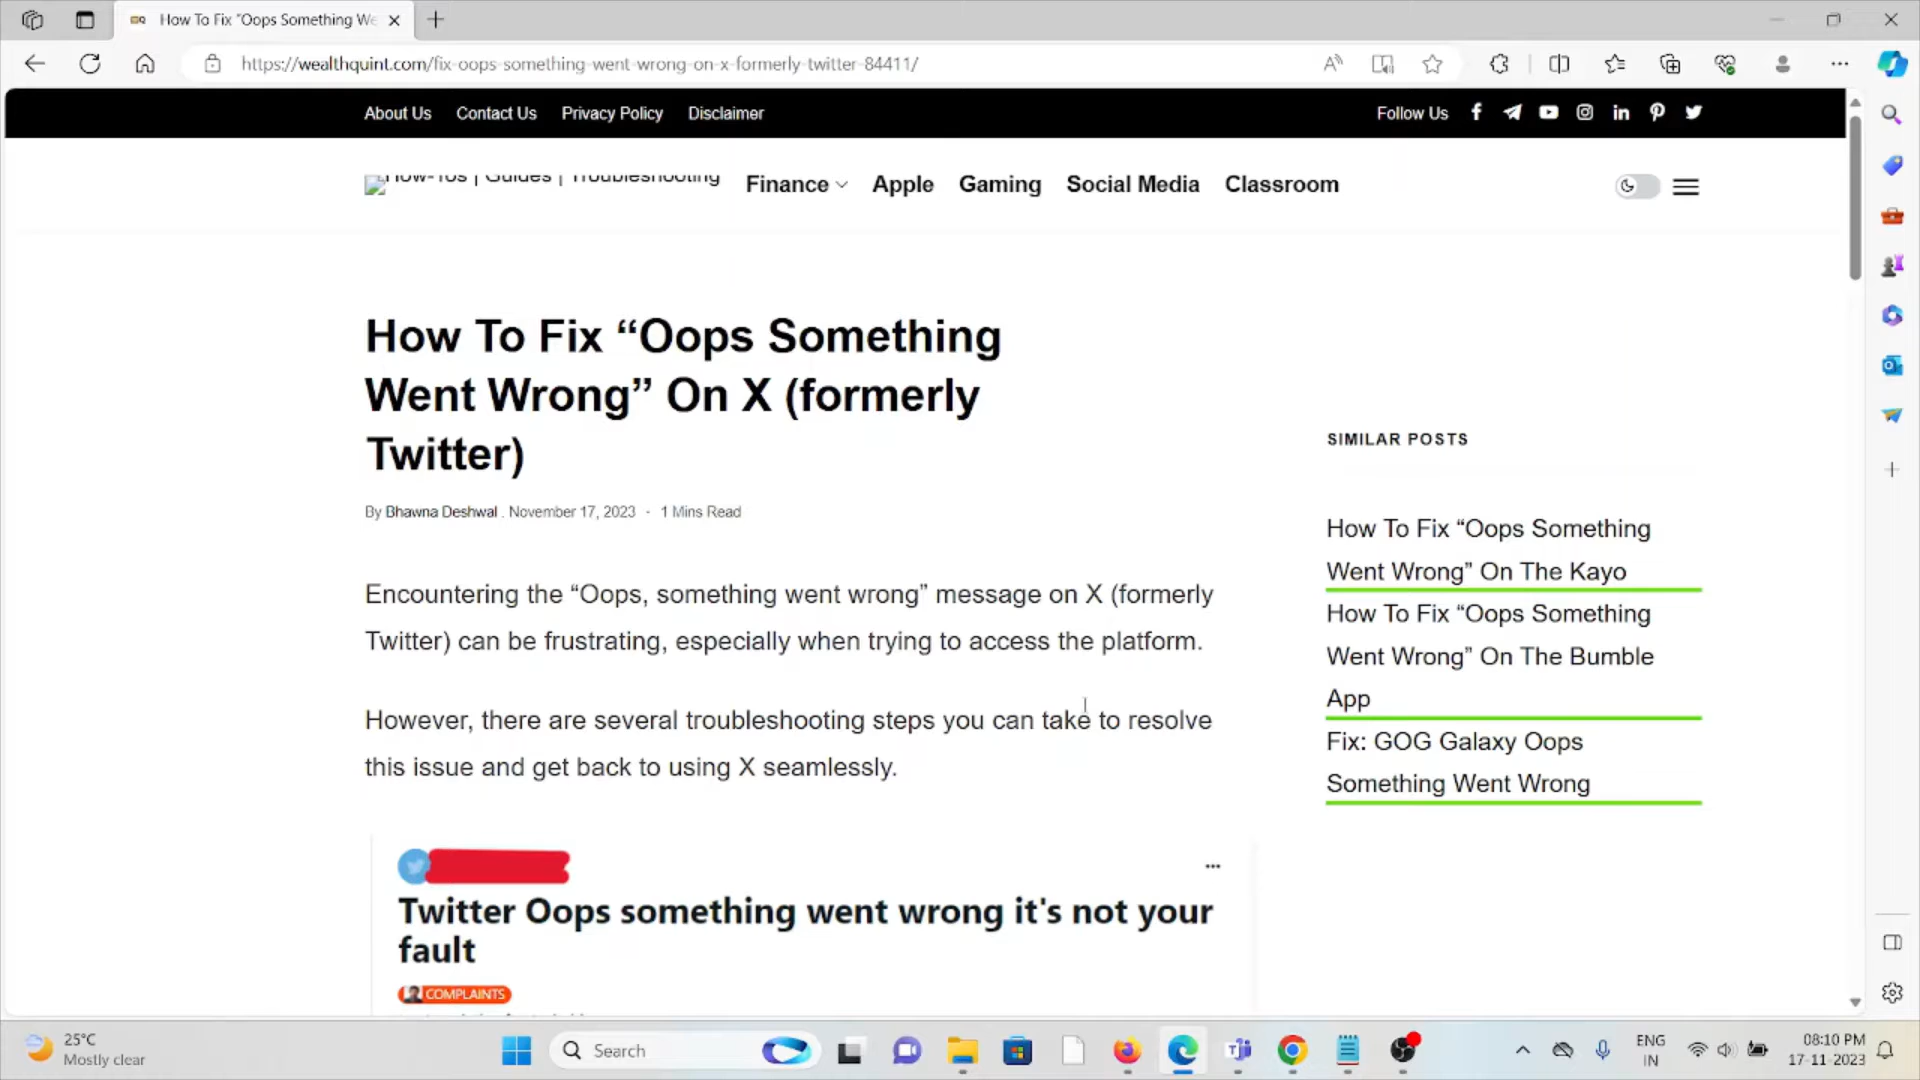 How To Fix “Oops Something We
https://wealthquint.com/fix-oops-something-went-wrong-on-x-formerly-twitter-84411/
About Us Contact Us Privacy Policy Disclaimer Follow Us
How-Tos | Guides | Troubleshooting Finance Apple Gaming Social Media Classroom
How To Fix “Oops Something
Went Wrong” On X (formerly
Twitter)
By Bhawna Deshwal . November 17, 2023 - 1 Mins Read
Encountering the “Oops, something went wrong” message on X (formerly
Twitter) can be frustrating, especially when trying to access the platform.
However, there are several troubleshooting steps you can take to resolve
this issue and get back to using X seamlessly.
Twitter Oops something went wrong it's not your
fault
COMPLAINTS
SIMILAR POSTS
How To Fix “Oops Something
Went Wrong” On The Kayo
How To Fix “Oops Something
Went Wrong” On The Bumble
App
Fix: GOG Galaxy Oops
Something Went Wrong
25°C
Mostly clear
Search
ENG
IN
08:10 PM
17-11-2023